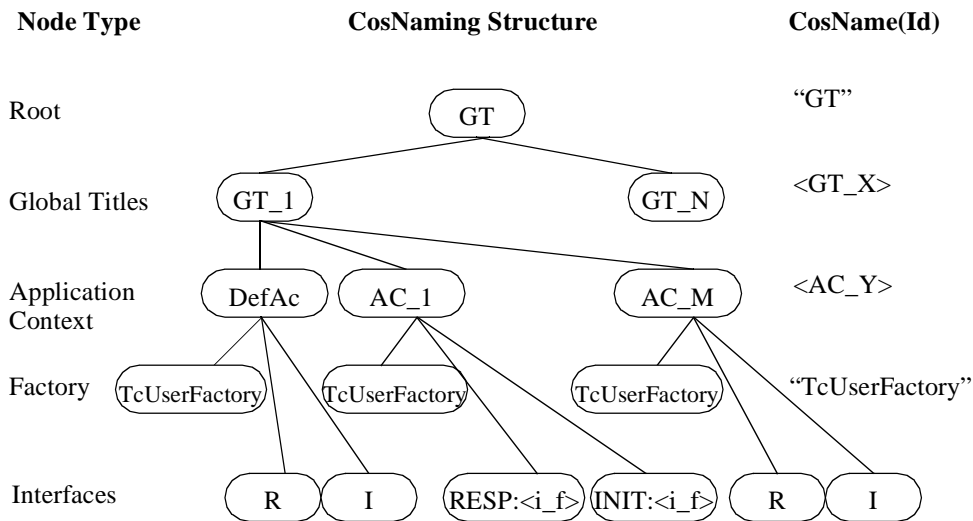 Node Type CosNaming Structure CosName(Id)
Root GT “GT”
Global Titles GT_1 GT_N <GT_X>
Application Context DefAc AC_1 AC_M <AC_Y>
Factory TcUserFactory TcUserFactory TcUserFactory “TcUserFactory”
Interfaces R I RESP:<i_f> INIT:<i_f> R I